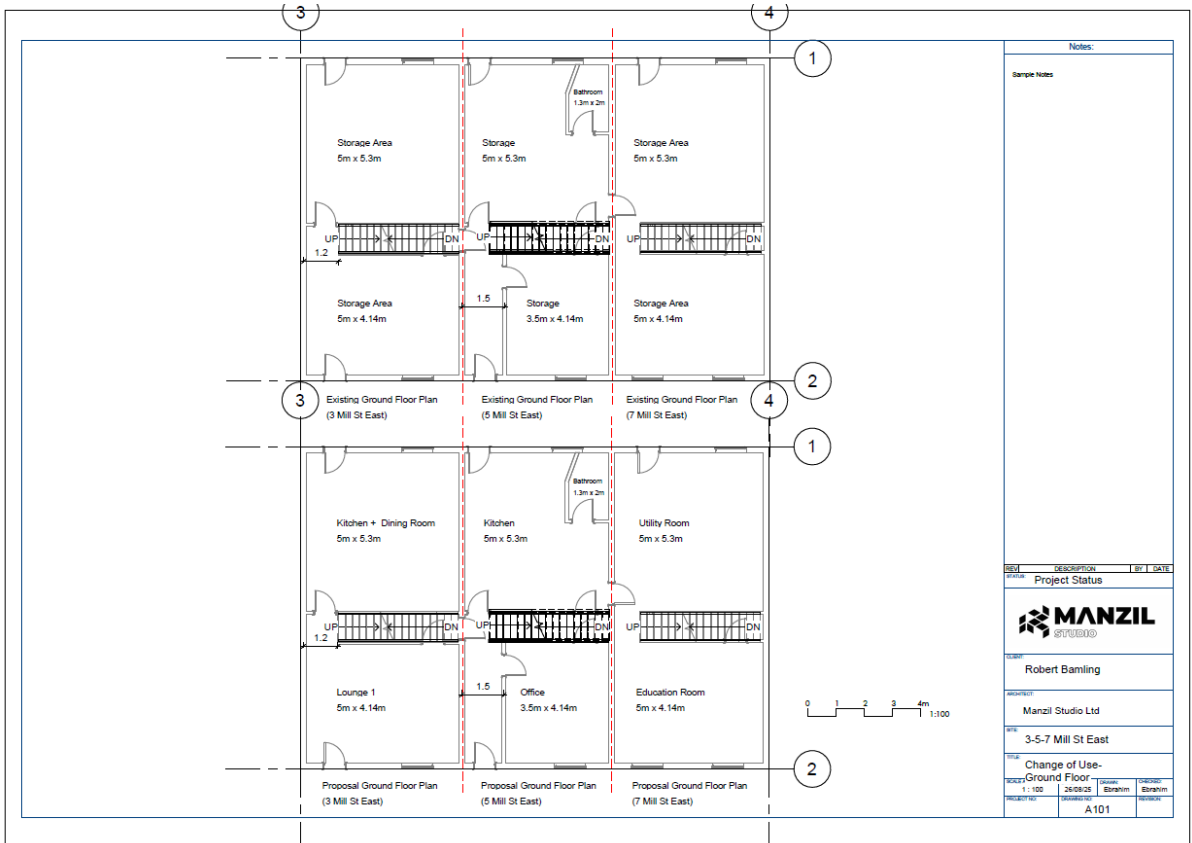 3
4
1
Notes:
Sample Notes
Bathroom
1.3m x 2m
Storage Area
5m x 5.3m
Storage
5m x 5.3m
Storage Area
5m x 5.3m
UP
DN
UP
DN
UP
DN
1.2
1.5
Storage Area
5m x 4.14m
Storage
3.5m x 4.14m
Storage Area
5m x 4.14m
2
3
Existing Ground Floor Plan
(3 Mill St East)
Existing Ground Floor Plan
(5 Mill St East)
Existing Ground Floor Plan
(7 Mill St East)
4
1
Bathroom
1.3m x 2m
Kitchen + Dining Room
5m x 5.3m
Kitchen
5m x 5.3m
Utility Room
5m x 5.3m
UP
DN
UP
DN
UP
DN
1.2
1.5
Lounge 1
5m x 4.14m
Office
3.5m x 4.14m
Education Room
5m x 4.14m
0 1 2 3 4m
1:100
2
Proposal Ground Floor Plan
(3 Mill St East)
Proposal Ground Floor Plan
(5 Mill St East)
Proposal Ground Floor Plan
(7 Mill St East)
REV DESCRIPTION BY DATE
STATUS:
Project Status
MANZIL
STUDIO
CLIENT:
Robert Bamling
ARCHITECT:
Manzil Studio Ltd
SITE:
3-5-7 Mill St East
TITLE:
Change of Use-
Ground Floor
DRAWN: CHECKED:
1 : 100 26/08/25 Ebrahim Ebrahim
PROJECT NO: DRAWING NO: REVISION:
A101